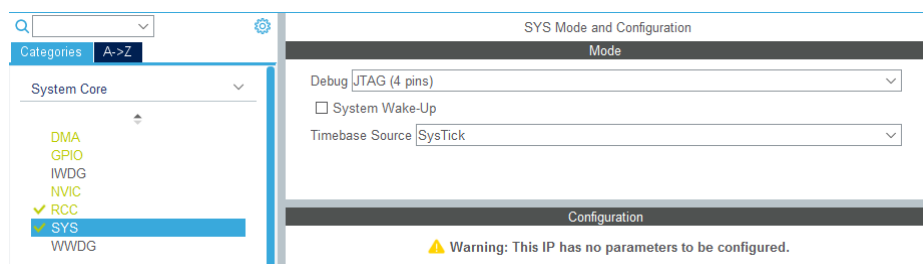 Categories A->Z
System Core
DMA
GPIO
IWDG
NVIC
RCC
SYS
WWDG
SYS Mode and Configuration
Mode
Debug JTAG (4 pins)
System Wake-Up
Timebase Source SysTick
Configuration
Warning: This IP has no parameters to be configured.